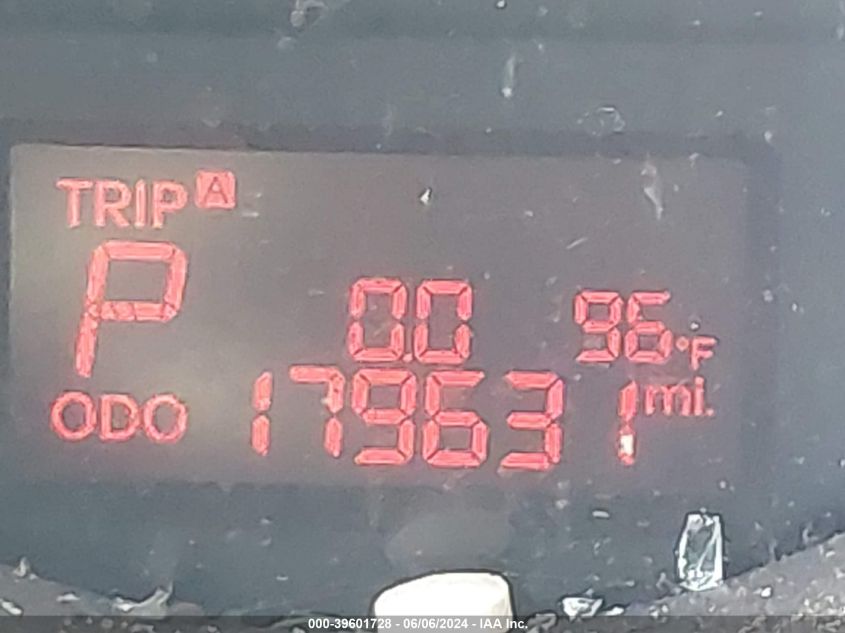 TRIP A
P 0.0 96°F
ODO 179631 mi.
000-39601728 - 06/06/2024 - IAA Inc.